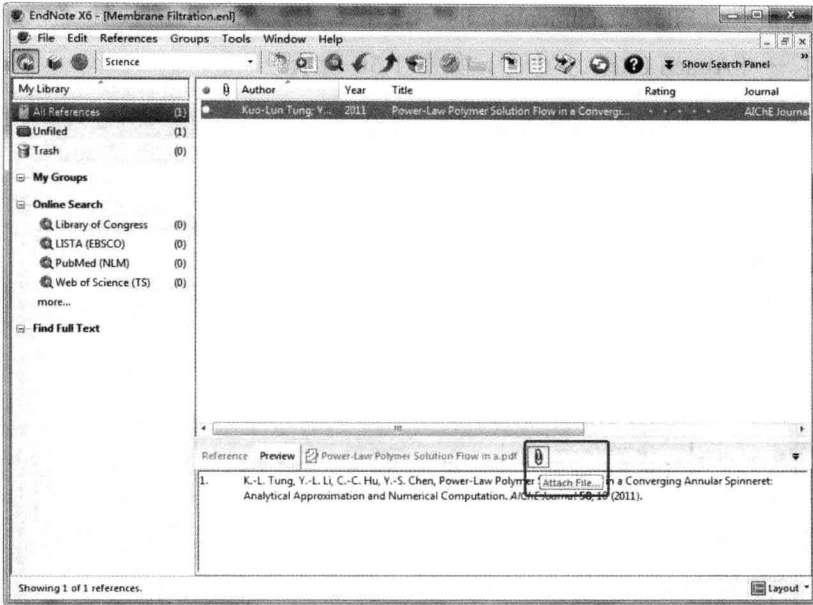 EndNote X6 - [Membrane Filtration.enl]
File Edit References Groups Tools Window Help
Science
Show Search Panel
My Library
Author Year Title Rating Journal
All References (1)
Kuo-Lun Tung; Y... 2011 Power-Law Polymer Solution Flow in a Convergi... AIChE Journal
Unfiled (1)
Trash (0)
My Groups
Online Search
Library of Congress (0)
LISTA (EBSCO) (0)
PubMed (NLM) (0)
Web of Science (TS) (0)
more...
Find Full Text
Reference Preview Power-Law Polymer Solution Flow in a.pdf
Attach File...
1. K.-L. Tung, Y.-L. Li, C.-C. Hu, Y.-S. Chen, Power-Law Polymer in a Converging Annular Spinneret:
Analytical Approximation and Numerical Computation. AIChE Journal 58, 10 (2011).
Showing 1 of 1 references.
Layout